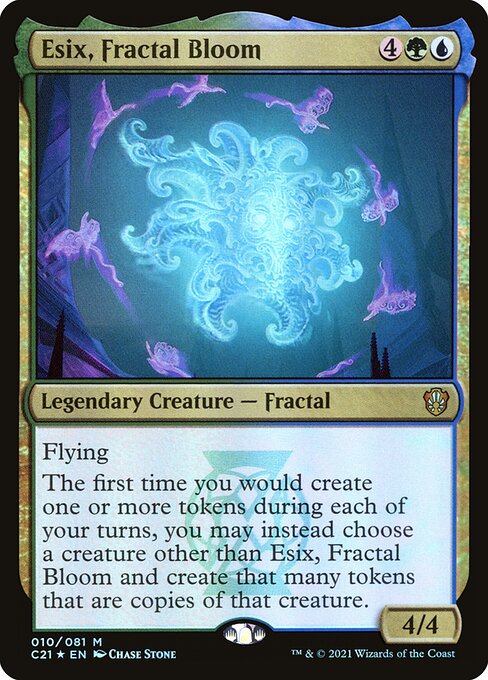 Esix, Fractal Bloom 4
Legendary Creature — Fractal
Flying
The first time you would create
one or more tokens during each of
your turns, you may instead choose
a creature other than Esix, Fractal
Bloom and create that many tokens
that are copies of that creature.
4/4
010/081 M
C21 ★ EN Chase Stone
™ & © 2021 Wizards of the Coast